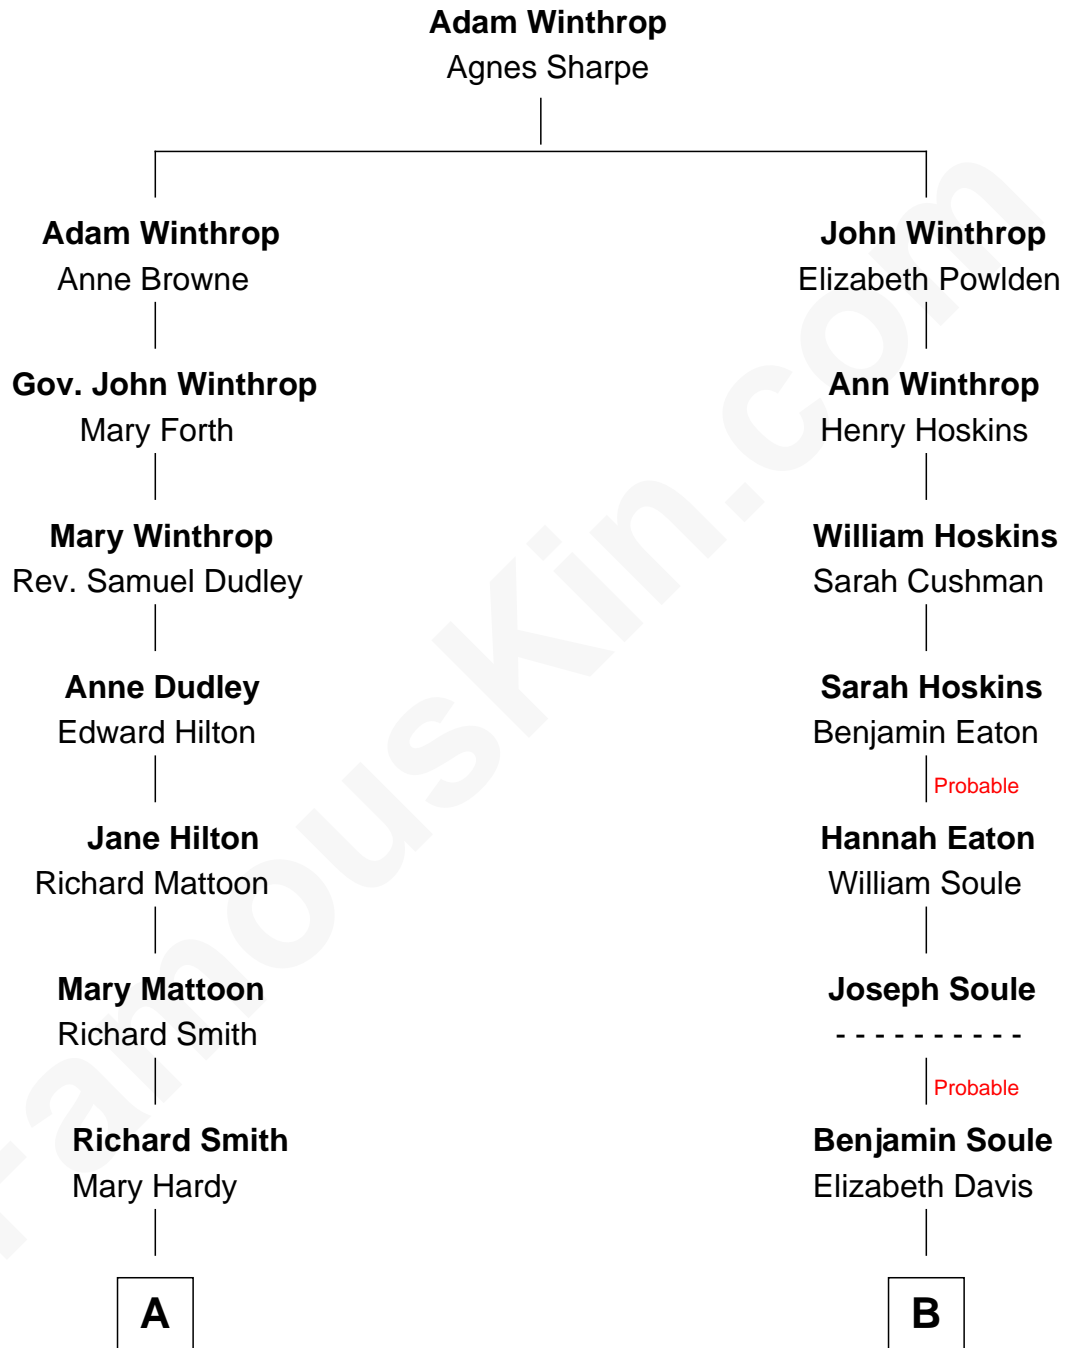 Adam Winthrop
Agnes Sharpe
Adam Winthrop
Anne Browne
Gov. John Winthrop
Mary Forth
Mary Winthrop
Rev. Samuel Dudley
Anne Dudley
Edward Hilton
Jane Hilton
Richard Mattoon
Mary Mattoon
Richard Smith
Richard Smith
Mary Hardy
A
John Winthrop
Elizabeth Powlden
Ann Winthrop
Henry Hoskins
William Hoskins
Sarah Cushman
Sarah Hoskins
Benjamin Eaton
Probable
Hannah Eaton
William Soule
Joseph Soule
- - - - - - - - - -
Probable
Benjamin Soule
Elizabeth Davis
B
FamousKin.com